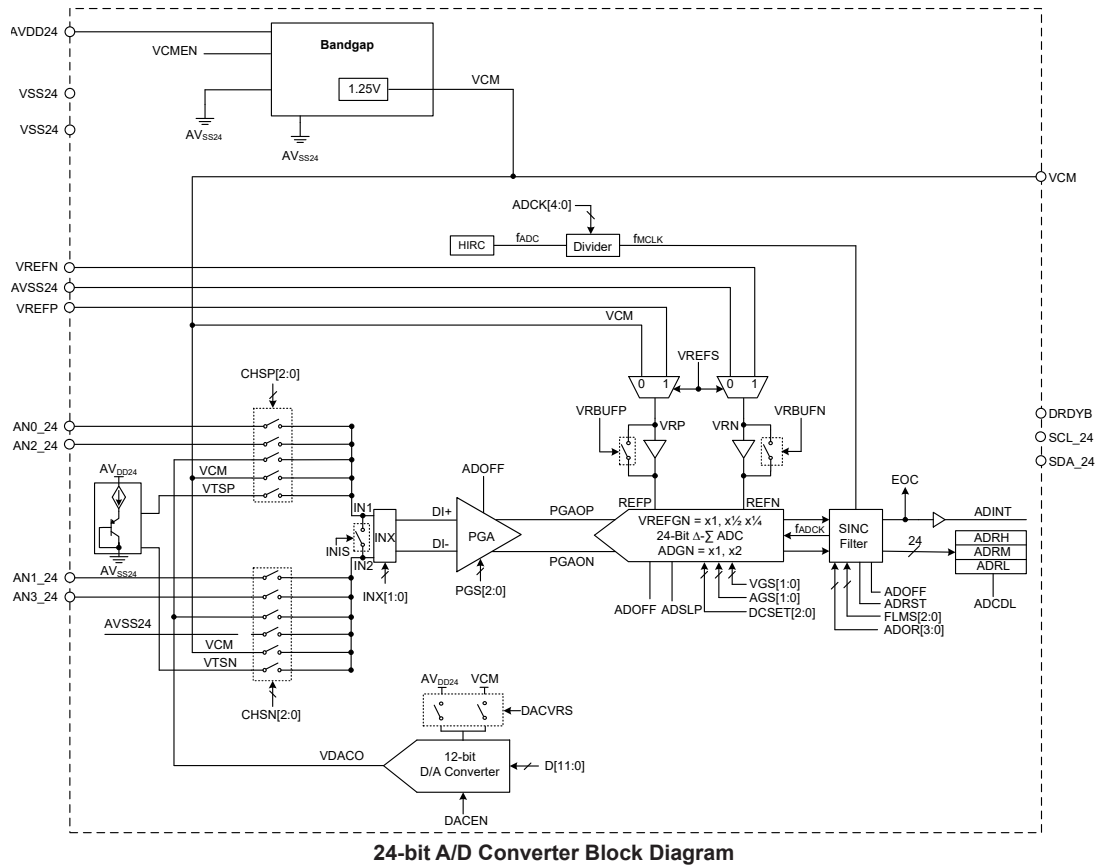 AVDD24
VCMEN
Bandgap
1.25V
VCM
VSS24
VSS24
AVSS24
AVSS24
VCM
ADCK[4:0]
HIRC
fADC
Divider
fMCLK
VREFN
AVSS24
VREFP
VCM
VREFS
0 1
0 1
CHSP[2:0]
VRBUFP
VRP
VRN
VRBUFN
AN0_24
AN2_24
DRDYB
SCL_24
SDA_24
AVDD24
VCM
VTSP
ADOFF
EOC
REFP
REFN
IN1
DI+
PGAOP
VREFGN = x1, x½ x¼
24-Bit Δ-∑ ADC
ADGN = x1, x2
fADCK
SINC
Filter
ADINT
INIS
INX
PGA
24
ADRH
ADRM
ADRL
IN2
DI-
PGAON
AVSS24
AN1_24
AN3_24
INX[1:0]
PGS[2:0]
ADOFF
ADSLP
VGS[1:0]
AGS[1:0]
DCSET[2:0]
ADOFF
ADRST
FLMS[2:0]
ADOR[3:0]
ADCDL
AVSS24
VCM
VTSN
CHSN[2:0]
AVDD24
VCM
DACVRS
VDACO
12-bit
D/A Converter
D[11:0]
DACEN
24-bit A/D Converter Block Diagram